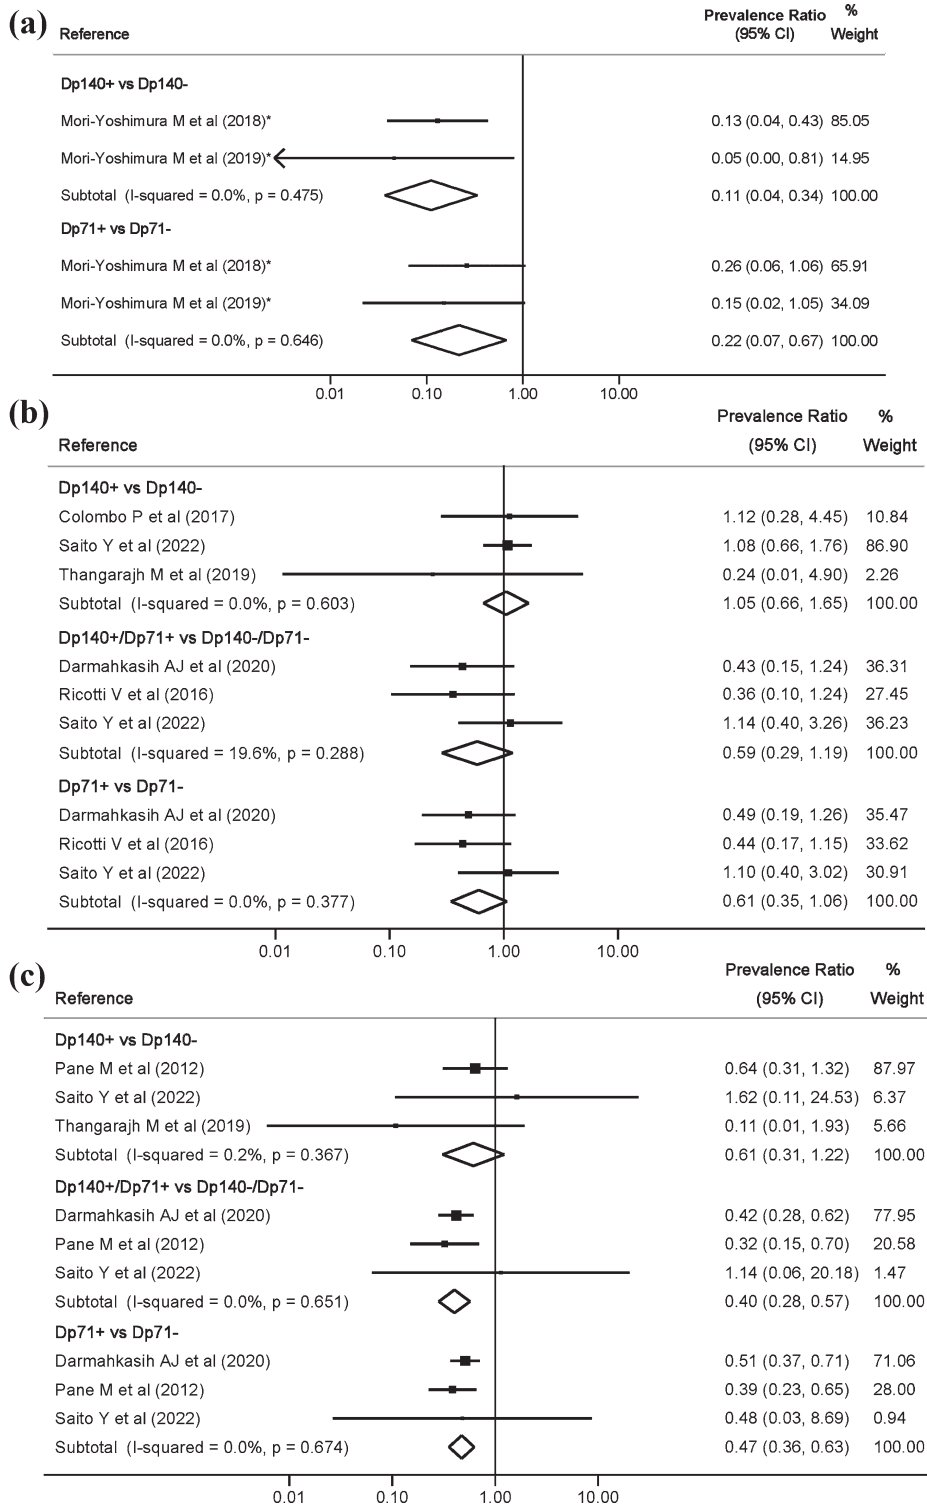 (a)
Reference Prevalence Ratio (95% CI) % Weight
Dp140+ vs Dp140-
Mori-Yoshimura M et al (2018)* 0.13 (0.04, 0.43) 85.05
Mori-Yoshimura M et al (2019)* 0.05 (0.00, 0.81) 14.95
Subtotal (I-squared = 0.0%, p = 0.475) 0.11 (0.04, 0.34) 100.00
Dp71+ vs Dp71-
Mori-Yoshimura M et al (2018)* 0.26 (0.06, 1.06) 65.91
Mori-Yoshimura M et al (2019)* 0.15 (0.02, 1.05) 34.09
Subtotal (I-squared = 0.0%, p = 0.646) 0.22 (0.07, 0.67) 100.00
0.01 0.10 1.00 10.00
(b)
Prevalence Ratio %
Reference (95% CI) Weight
Dp140+ vs Dp140-
Colombo P et al (2017) 1.12 (0.28, 4.45) 10.84
Saito Y et al (2022) 1.08 (0.66, 1.76) 86.90
Thangarajh M et al (2019) 0.24 (0.01, 4.90) 2.26
Subtotal (I-squared = 0.0%, p = 0.603) 1.05 (0.66, 1.65) 100.00
Dp140+/Dp71+ vs Dp140-/Dp71-
Darmahkasih AJ et al (2020) 0.43 (0.15, 1.24) 36.31
Ricotti V et al (2016) 0.36 (0.10, 1.24) 27.45
Saito Y et al (2022) 1.14 (0.40, 3.26) 36.23
Subtotal (I-squared = 19.6%, p = 0.288) 0.59 (0.29, 1.19) 100.00
Dp71+ vs Dp71-
Darmahkasih AJ et al (2020) 0.49 (0.19, 1.26) 35.47
Ricotti V et al (2016) 0.44 (0.17, 1.15) 33.62
Saito Y et al (2022) 1.10 (0.40, 3.02) 30.91
Subtotal (I-squared = 0.0%, p = 0.377) 0.61 (0.35, 1.06) 100.00
0.01 0.10 1.00 10.00
(c)
Prevalence Ratio %
Reference (95% CI) Weight
Dp140+ vs Dp140-
Pane M et al (2012) 0.64 (0.31, 1.32) 87.97
Saito Y et al (2022) 1.62 (0.11, 24.53) 6.37
Thangarajh M et al (2019) 0.11 (0.01, 1.93) 5.66
Subtotal (I-squared = 0.2%, p = 0.367) 0.61 (0.31, 1.22) 100.00
Dp140+/Dp71+ vs Dp140-/Dp71-
Darmahkasih AJ et al (2020) 0.42 (0.28, 0.62) 77.95
Pane M et al (2012) 0.32 (0.15, 0.70) 20.58
Saito Y et al (2022) 1.14 (0.06, 20.18) 1.47
Subtotal (I-squared = 0.0%, p = 0.651) 0.40 (0.28, 0.57) 100.00
Dp71+ vs Dp71-
Darmahkasih AJ et al (2020) 0.51 (0.37, 0.71) 71.06
Pane M et al (2012) 0.39 (0.23, 0.65) 28.00
Saito Y et al (2022) 0.48 (0.03, 8.69) 0.94
Subtotal (I-squared = 0.0%, p = 0.674) 0.47 (0.36, 0.63) 100.00
0.01 0.10 1.00 10.00